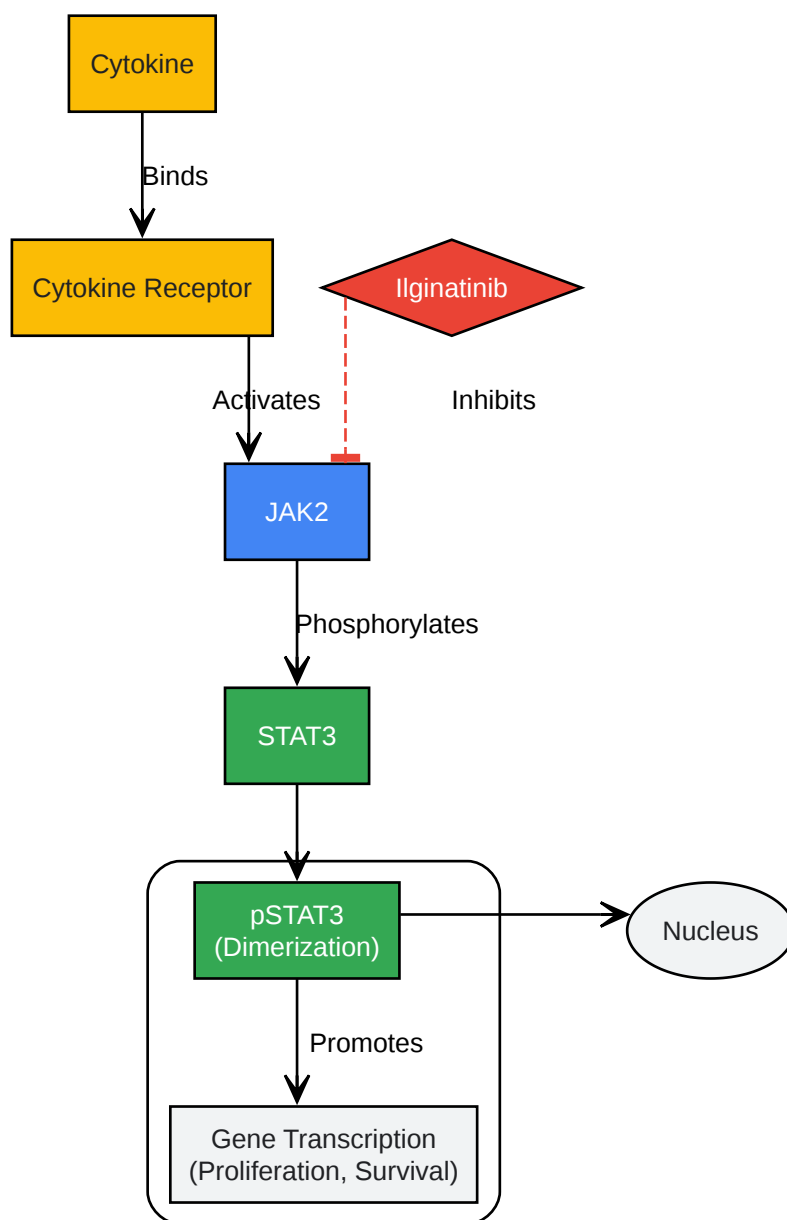 Cytokine
Binds
Cytokine Receptor
Ilginatinib
Activates
Inhibits
JAK2
Phosphorylates
STAT3
pSTAT3
(Dimerization)
Nucleus
Promotes
Gene Transcription
(Proliferation, Survival)